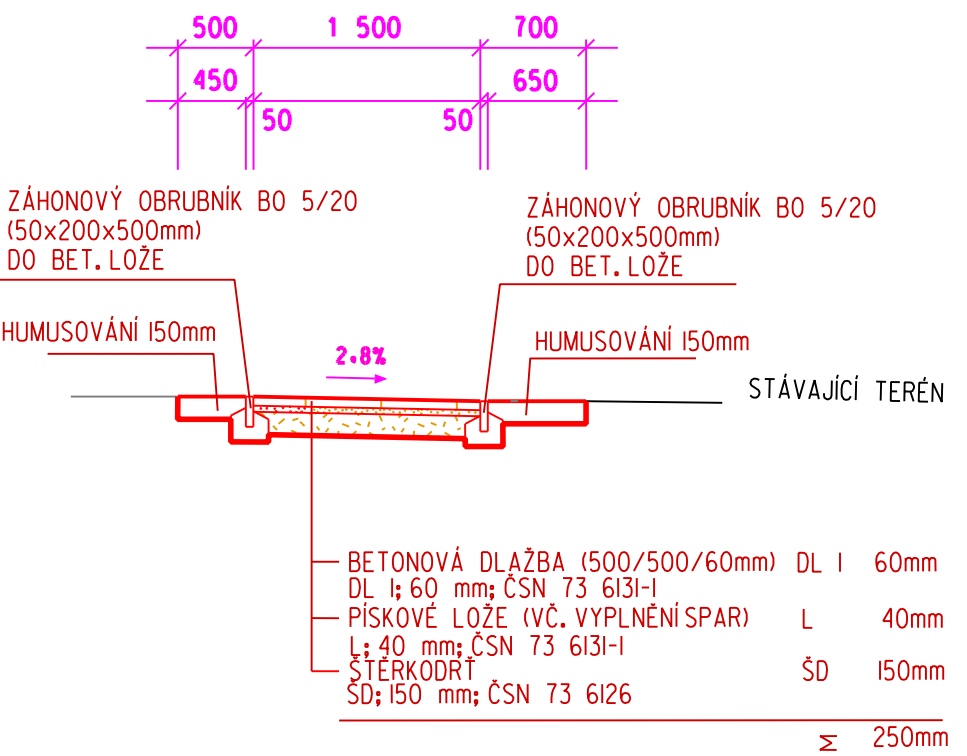 500 1 500 700
450 650
50 50
ZÁHONOVÝ OBRUBNÍK BO 5/20
(50x200x500mm)
DO BET. LOŽE
ZÁHONOVÝ OBRUBNÍK BO 5/20
(50x200x500mm)
DO BET. LOŽE
HUMUSOVÁNÍ 150mm
HUMUSOVÁNÍ 150mm
2.8%
STÁVAJÍCÍ TERÉN
BETONOVÁ DLAŽBA (500/500/60mm) DL I 60mm
DL I; 60 mm; ČSN 73 6131-1
PÍSKOVÉ LOŽE (VČ. VYPLNĚNÍ SPAR) L 40mm
L; 40 mm; ČSN 73 6131-1
ŠTĚRKODRŤ ŠD 150mm
ŠD; 150 mm; ČSN 73 6126
Σ 250mm